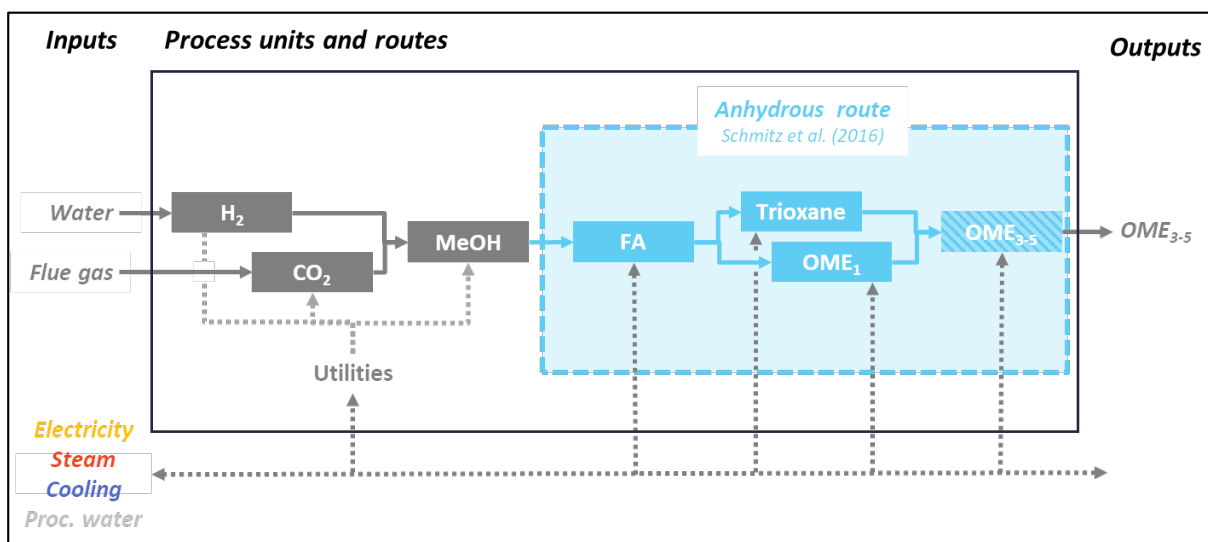 Inputs
Process units and routes
Outputs
Anhydrous route
Schmitz et al. (2016)
Water
H₂
Trioxane
MeOH
FA
OME₃₋₅
OME₃₋₅
Flue gas
CO₂
OME₁
Utilities
Electricity
Steam
Cooling
Proc. water